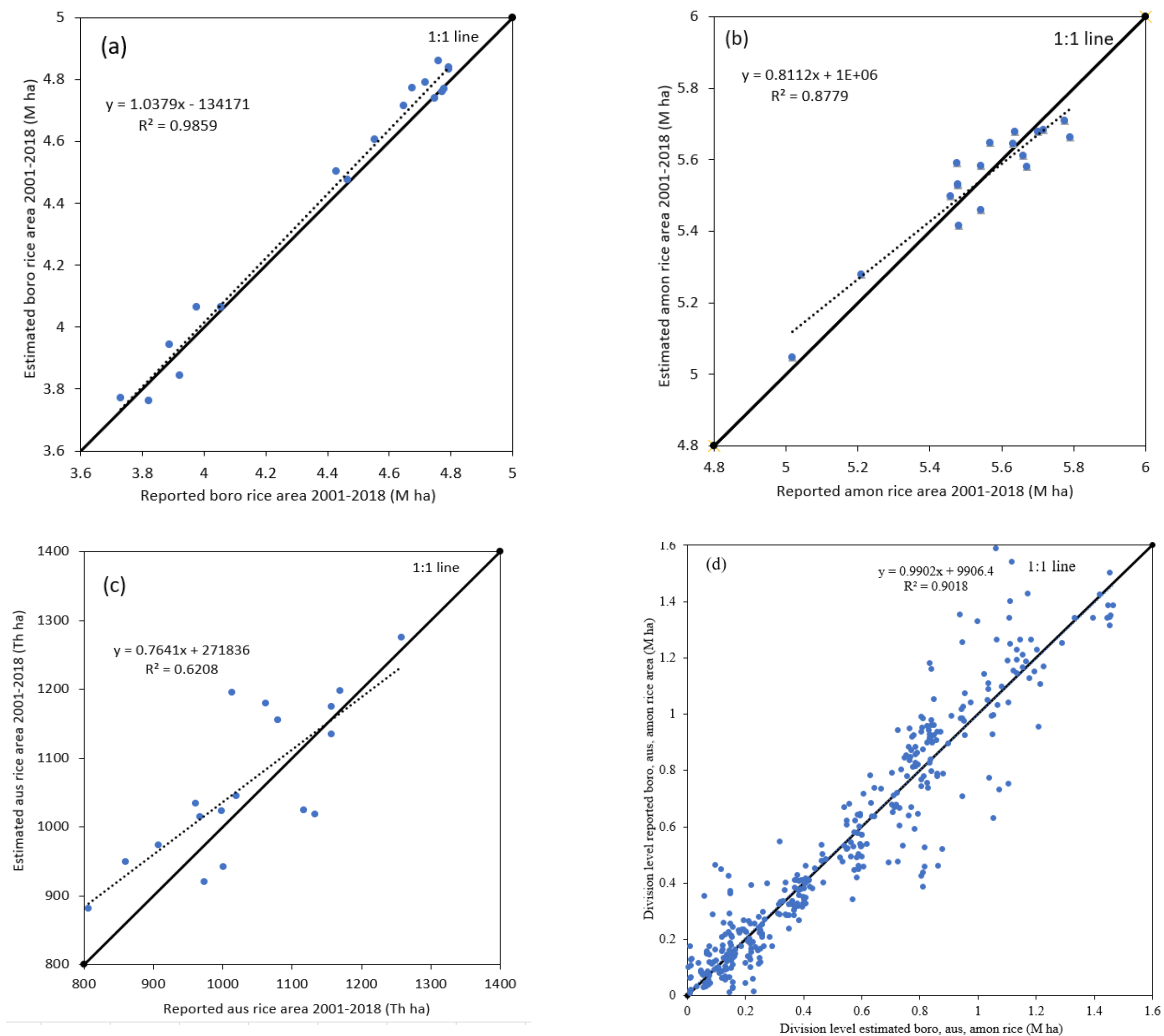 (a)
1:1 line
y = 1.0379x - 134171
R² = 0.9859
5
4.8
4.6
4.4
4.2
4
3.8
3.6
3.6 3.8 4 4.2 4.4 4.6 4.8 5
Estimated boro rice area 2001-2018 (M ha)
Reported boro rice area 2001-2018 (M ha)
(b)
1:1 line
y = 0.8112x + 1E+06
R² = 0.8779
6
5.8
5.6
5.4
5.2
5
4.8
4.8 5 5.2 5.4 5.6 5.8 6
Estimated amon rice area 2001-2018 (M ha)
Reported amon rice area 2001-2018 (M ha)
(c)
1:1 line
y = 0.7641x + 271836
R² = 0.6208
1400
1300
1200
1100
1000
900
800
800 900 1000 1100 1200 1300 1400
Estimated aus rice area 2001-2018 (Th ha)
Reported aus rice area 2001-2018 (Th ha)
(d)
1:1 line
y = 0.9902x + 9906.4
R² = 0.9018
1.6
1.4
1.2
1
0.8
0.6
0.4
0.2
0
0 0.2 0.4 0.6 0.8 1 1.2 1.4 1.6
Division level reported boro, aus, amon rice area (M ha)
Division level estimated boro, aus, amon rice (M ha)